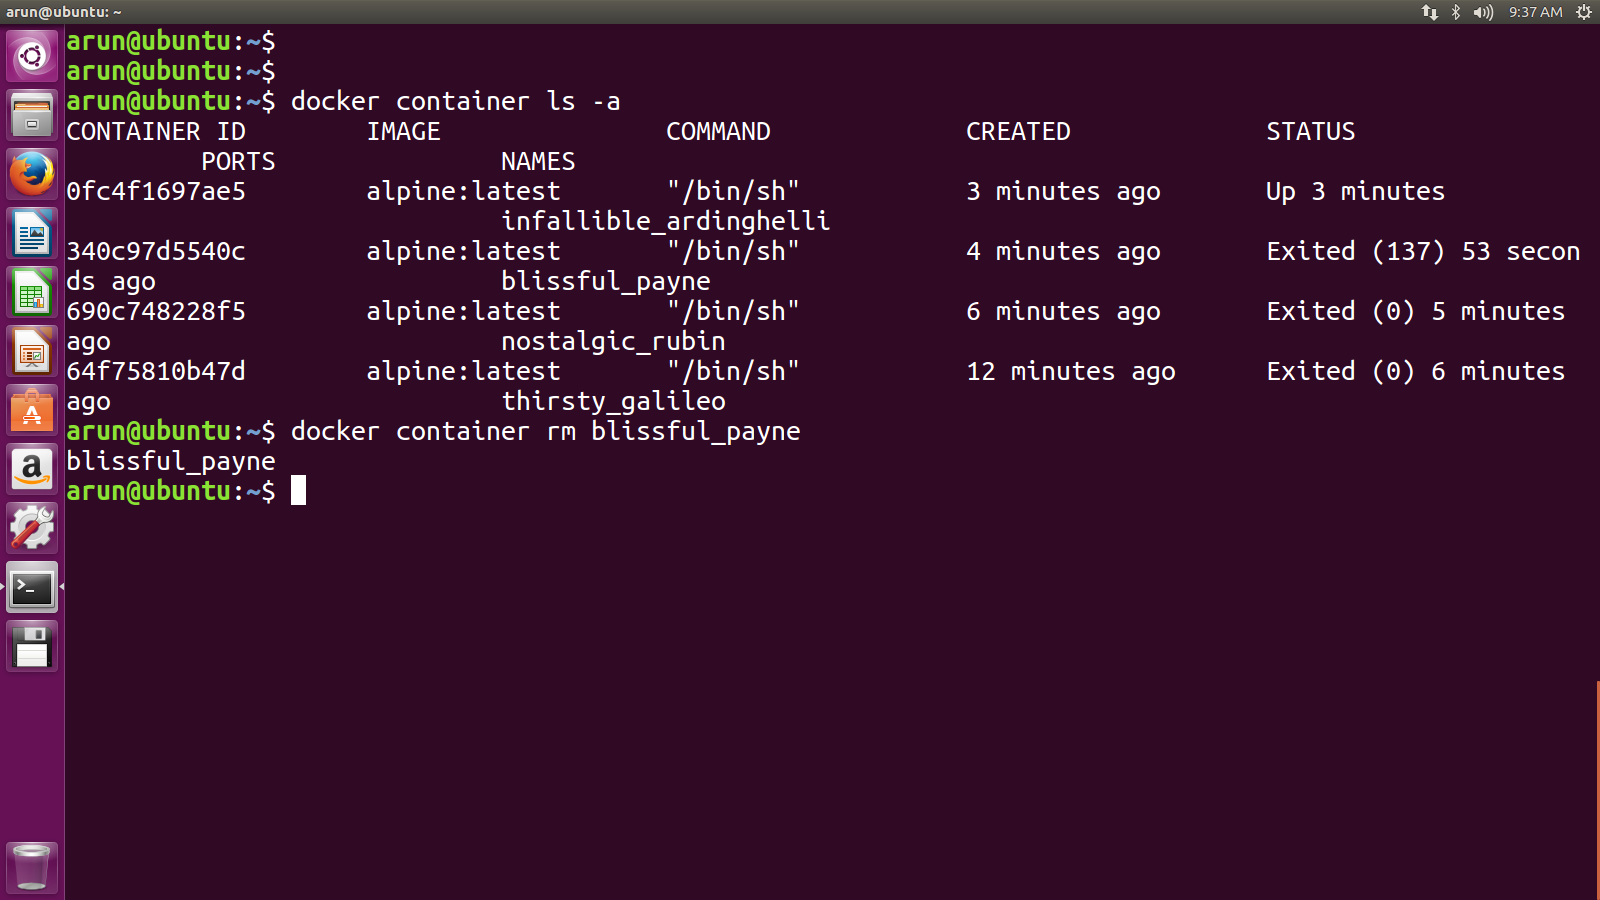 arun@ubuntu: ~
9:37 AM
arun@ubuntu:~$
arun@ubuntu:~$
arun@ubuntu:~$ docker container ls -a
CONTAINER ID        IMAGE               COMMAND             CREATED             STATUS
         PORTS               NAMES
0fc4f1697ae5        alpine:latest       "/bin/sh"           3 minutes ago       Up 3 minutes
                             infallible_ardinghelli
340c97d5540c        alpine:latest       "/bin/sh"           4 minutes ago       Exited (137) 53 secon
ds ago                       blissful_payne
690c748228f5        alpine:latest       "/bin/sh"           6 minutes ago       Exited (0) 5 minutes
ago                          nostalgic_rubin
64f75810b47d        alpine:latest       "/bin/sh"           12 minutes ago      Exited (0) 6 minutes
ago                          thirsty_galileo
arun@ubuntu:~$ docker container rm blissful_payne
blissful_payne
arun@ubuntu:~$